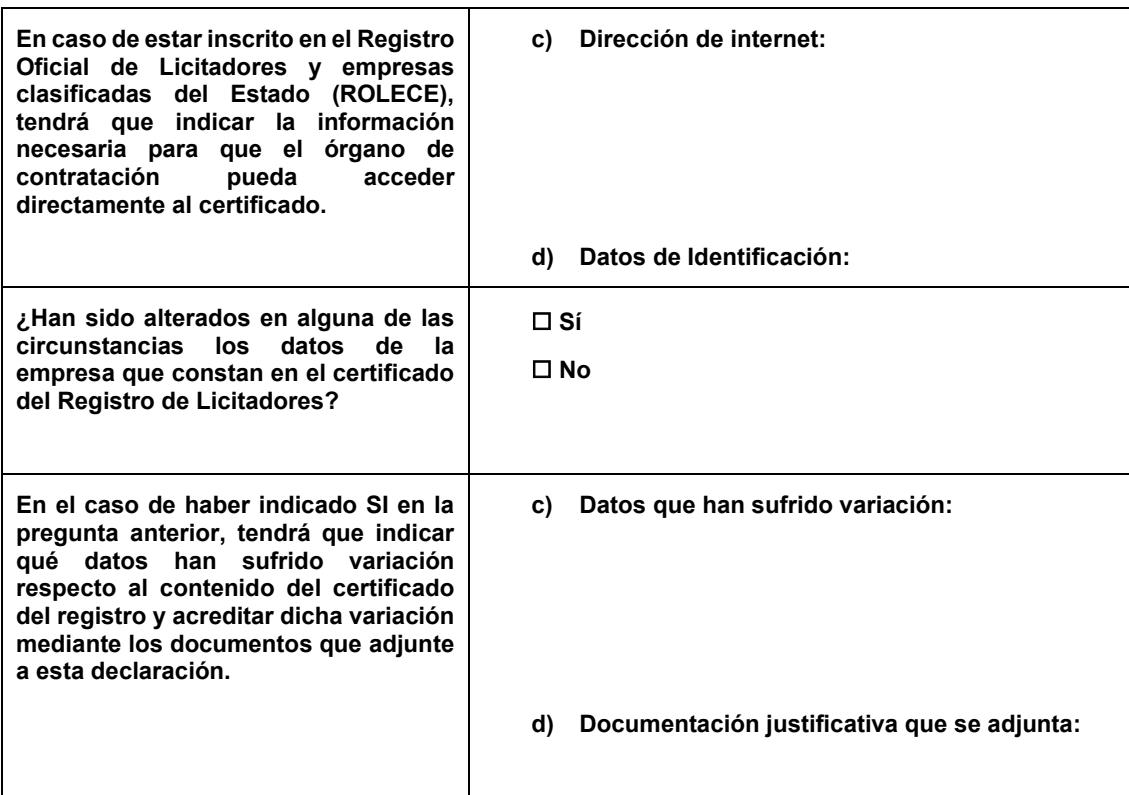 En caso de estar inscrito en el Registro
Oficial de Licitadores y empresas
clasificadas del Estado (ROLECE),
tendrá que indicar la información
necesaria para que el órgano de
contratación pueda acceder
directamente al certificado.
c) Dirección de internet:
d) Datos de Identificación:
¿Han sido alterados en alguna de las
circunstancias los datos de la
empresa que constan en el certificado
del Registro de Licitadores?
☐ Sí
☐ No
En el caso de haber indicado SI en la
pregunta anterior, tendrá que indicar
qué datos han sufrido variación
respecto al contenido del certificado
del registro y acreditar dicha variación
mediante los documentos que adjunte
a esta declaración.
c) Datos que han sufrido variación:
d) Documentación justificativa que se adjunta: